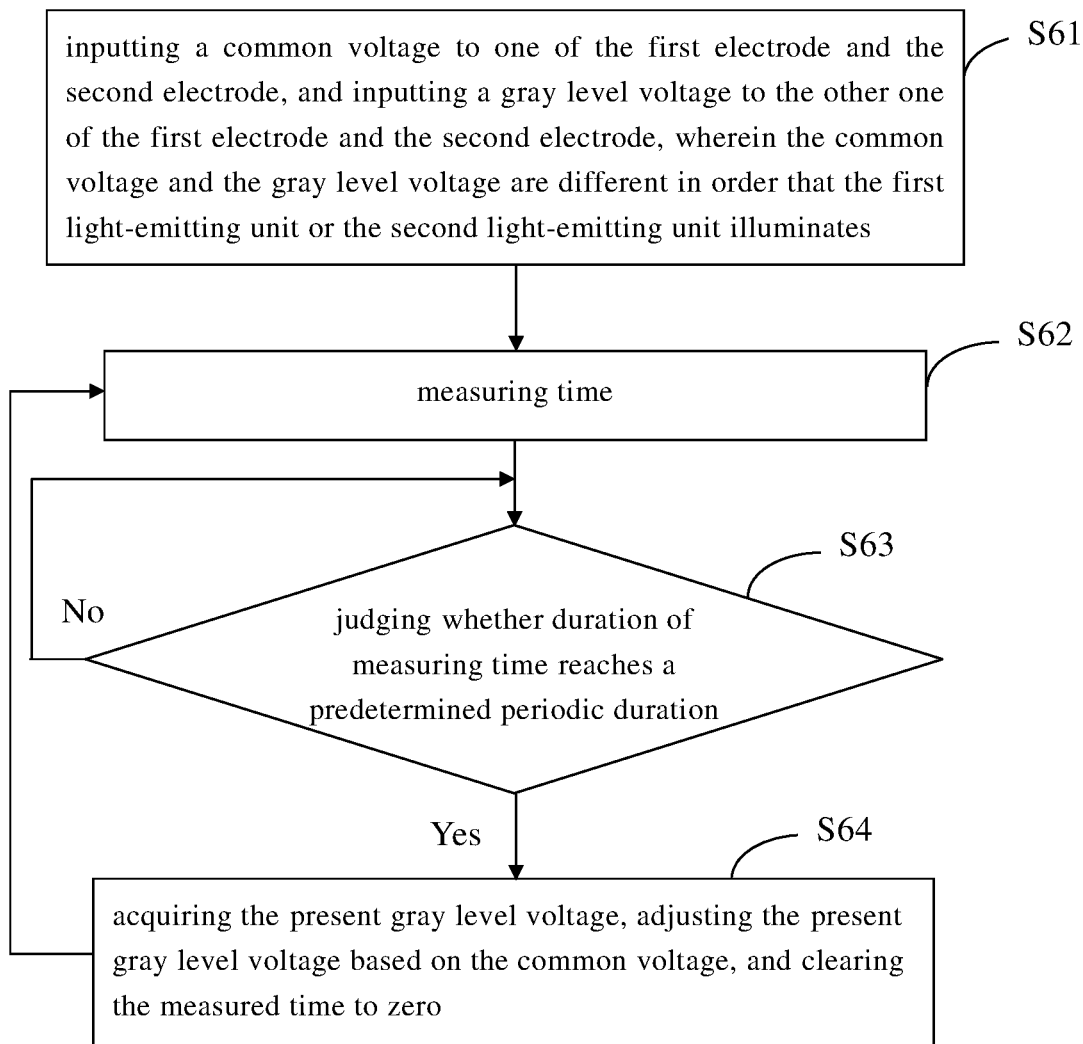 S61
inputting a common voltage to one of the first electrode and the
second electrode, and inputting a gray level voltage to the other one
of the first electrode and the second electrode, wherein the common
voltage and the gray level voltage are different in order that the first
light-emitting unit or the second light-emitting unit illuminates
S62
measuring time
S63
No
judging whether duration of
measuring time reaches a
predetermined periodic duration
Yes
S64
acquiring the present gray level voltage, adjusting the present
gray level voltage based on the common voltage, and clearing
the measured time to zero